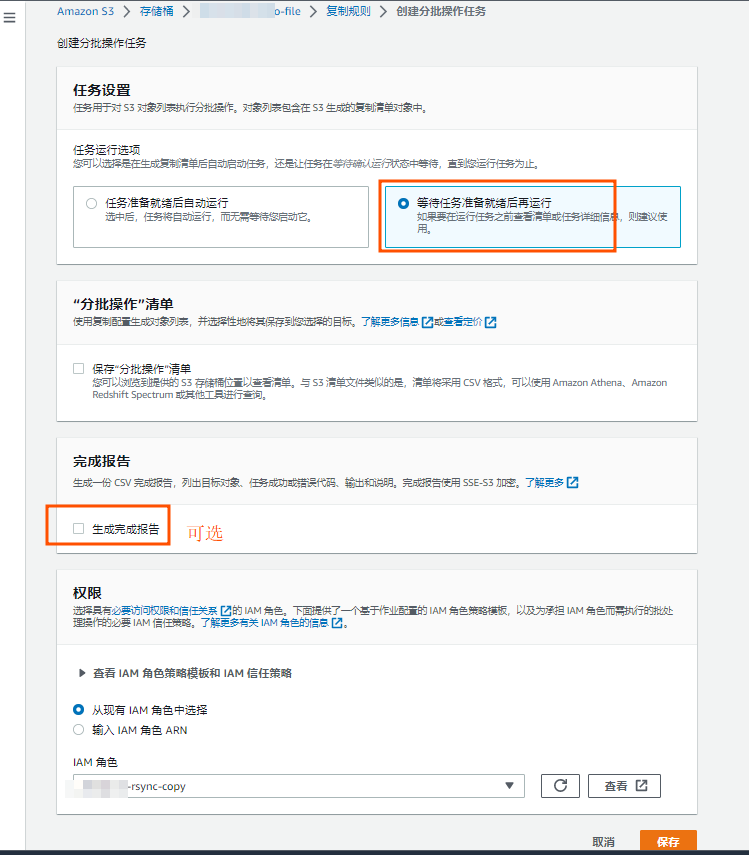 Amazon S3 > 存储桶 > o-file > 复制规则 > 创建分批操作任务
创建分批操作任务
任务设置
任务用于对 S3 对象列表执行分批操作。对象列表包含在 S3 生成的复制清单对象中。
任务运行选项
您可以选择是在生成复制清单后自动启动任务，还是让任务在等待确认运行状态中等待，直到您运行任务为止。
任务准备就绪后自动运行
选中后，任务将自动运行，而无需等待您启动它。
等待任务准备就绪后再运行
如果要在运行任务之前查看清单或任务详细信息，则建议使
用。
“分批操作”清单
使用复制配置生成对象列表，并选择性地将其保存到您选择的目标。了解更多信息或查看定价
保存“分批操作”清单
您可以浏览到提供的 S3 存储桶位置以查看清单。与 S3 清单文件类似的是，清单将采用 CSV 格式，可以使用 Amazon Athena、Amazon
Redshift Spectrum 或其他工具进行查询。
完成报告
生成一份 CSV 完成报告，列出目标对象、任务成功或错误代码、输出和说明。完成报告使用 SSE-S3 加密。了解更多
生成完成报告 可选
权限
选择具有必要访问权限和信任关系的 IAM 角色。下面提供了一个基于作业配置的 IAM 角色策略模板，以及为承担 IAM 角色而需执行的批处
理操作的必要 IAM 信任策略。了解更多有关 IAM 角色的信息。
查看 IAM 角色策略模板和 IAM 信任策略
从现有 IAM 角色中选择
输入 IAM 角色 ARN
IAM 角色
-rsync-copy
查看
取消 保存